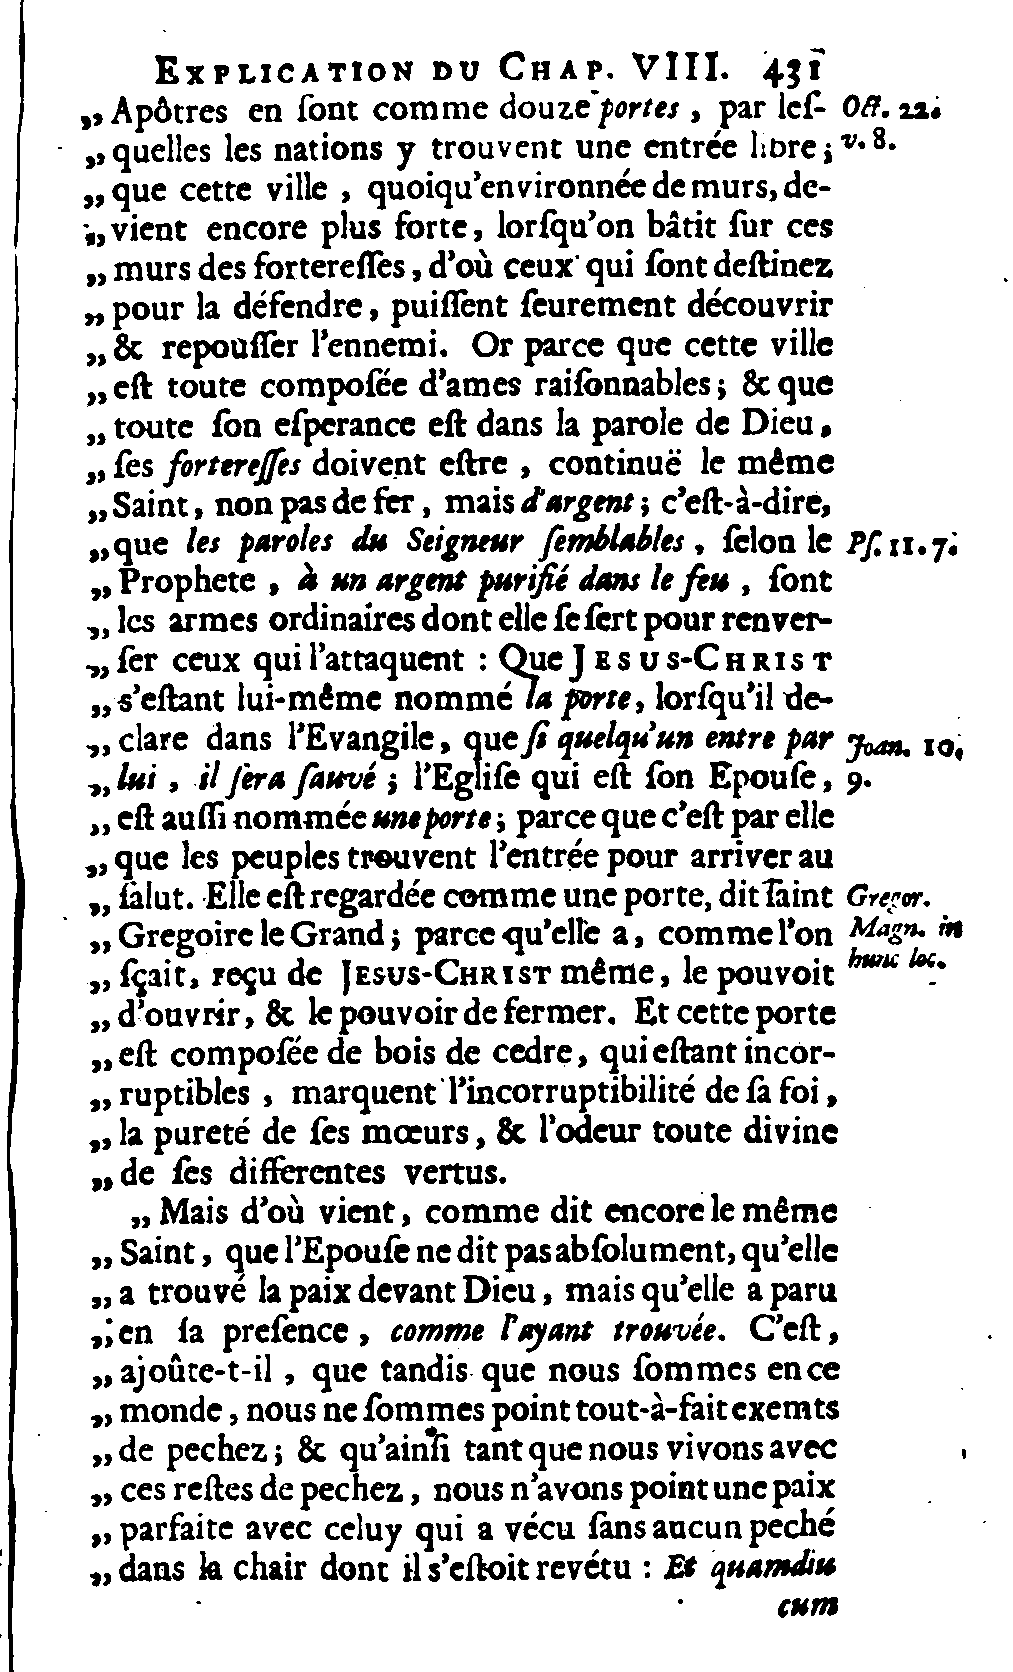 EXPLICATION DU CHAP. VIII. 431
„ Apôtres en ſont comme douze portes, par leſ- Off. 22.
„ quelles les nations y trouvent une entrée libre; v. 8.
„ que cette ville, quoiqu'environnée de murs, de-
„ vient encore plus forte, lorſqu'on bâtit ſur ces
„ murs des fortereſſes, d'où ceux qui ſont deſtinez
„ pour la défendre, puiſſent ſeurement découvrir
„ & repouſſer l'ennemi. Or parce que cette ville
„ eſt toute compoſée d'ames raiſonnables; & que
„ toute ſon eſperance eſt dans la parole de Dieu,
„ ſes fortereſſes doivent eſtre, continuë le même
„ Saint, non pas de fer, mais d'argent; c'eſt-à-dire,
„ que les paroles du Seigneur ſemblables, ſelon le Pſ. 11. 7.
„ Prophete, à un argent purifié dans le feu, ſont
„ les armes ordinaires dont elle ſe ſert pour renver-
„ ſer ceux qui l'attaquent : Que JESUS-CHRIST
„ s'eſtant lui-même nommé la porte, lorſqu'il de-
„ clare dans l'Evangile, que ſi quelqu'un entre par Joan. 10.
„ lui, il ſera ſauvé; l'Egliſe qui eſt ſon Epouſe, 9.
„ eſt auſſi nommée une porte; parce que c'eſt par elle
„ que les peuples trouvent l'entrée pour arriver au
„ ſalut. Elle eſt regardée comme une porte, dit ſaint Gregor.
„ Gregoire le Grand; parce qu'elle a, comme l'on Magn. in
„ ſçait, reçu de JESUS-CHRIST même, le pouvoit hunc loc.
„ d'ouvrir, & le pouvoir de fermer. Et cette porte
„ eſt compoſée de bois de cedre, qui eſtant incor-
„ ruptibles, marquent l'incorruptibilité de ſa foi,
„ la pureté de ſes mœurs, & l'odeur toute divine
„ de ſes differentes vertus.
„ Mais d'où vient, comme dit encore le même
„ Saint, que l'Epouſe ne dit pas abſolument, qu'elle
„ a trouvé la paix devant Dieu, mais qu'elle a paru
„ en ſa preſence, comme l'ayant trouvée. C'eſt,
„ ajoûte-t-il, que tandis que nous ſommes en ce
„ monde, nous ne ſommes point tout-à-fait exemts
„ de pechez; & qu'ainſi tant que nous vivons avec
„ ces reſtes de pechez, nous n'avons point une paix
„ parfaite avec celuy qui a vécu ſans aucun peché
„ dans la chair dont il s'eſtoit revétu : Et quamdiu
cum